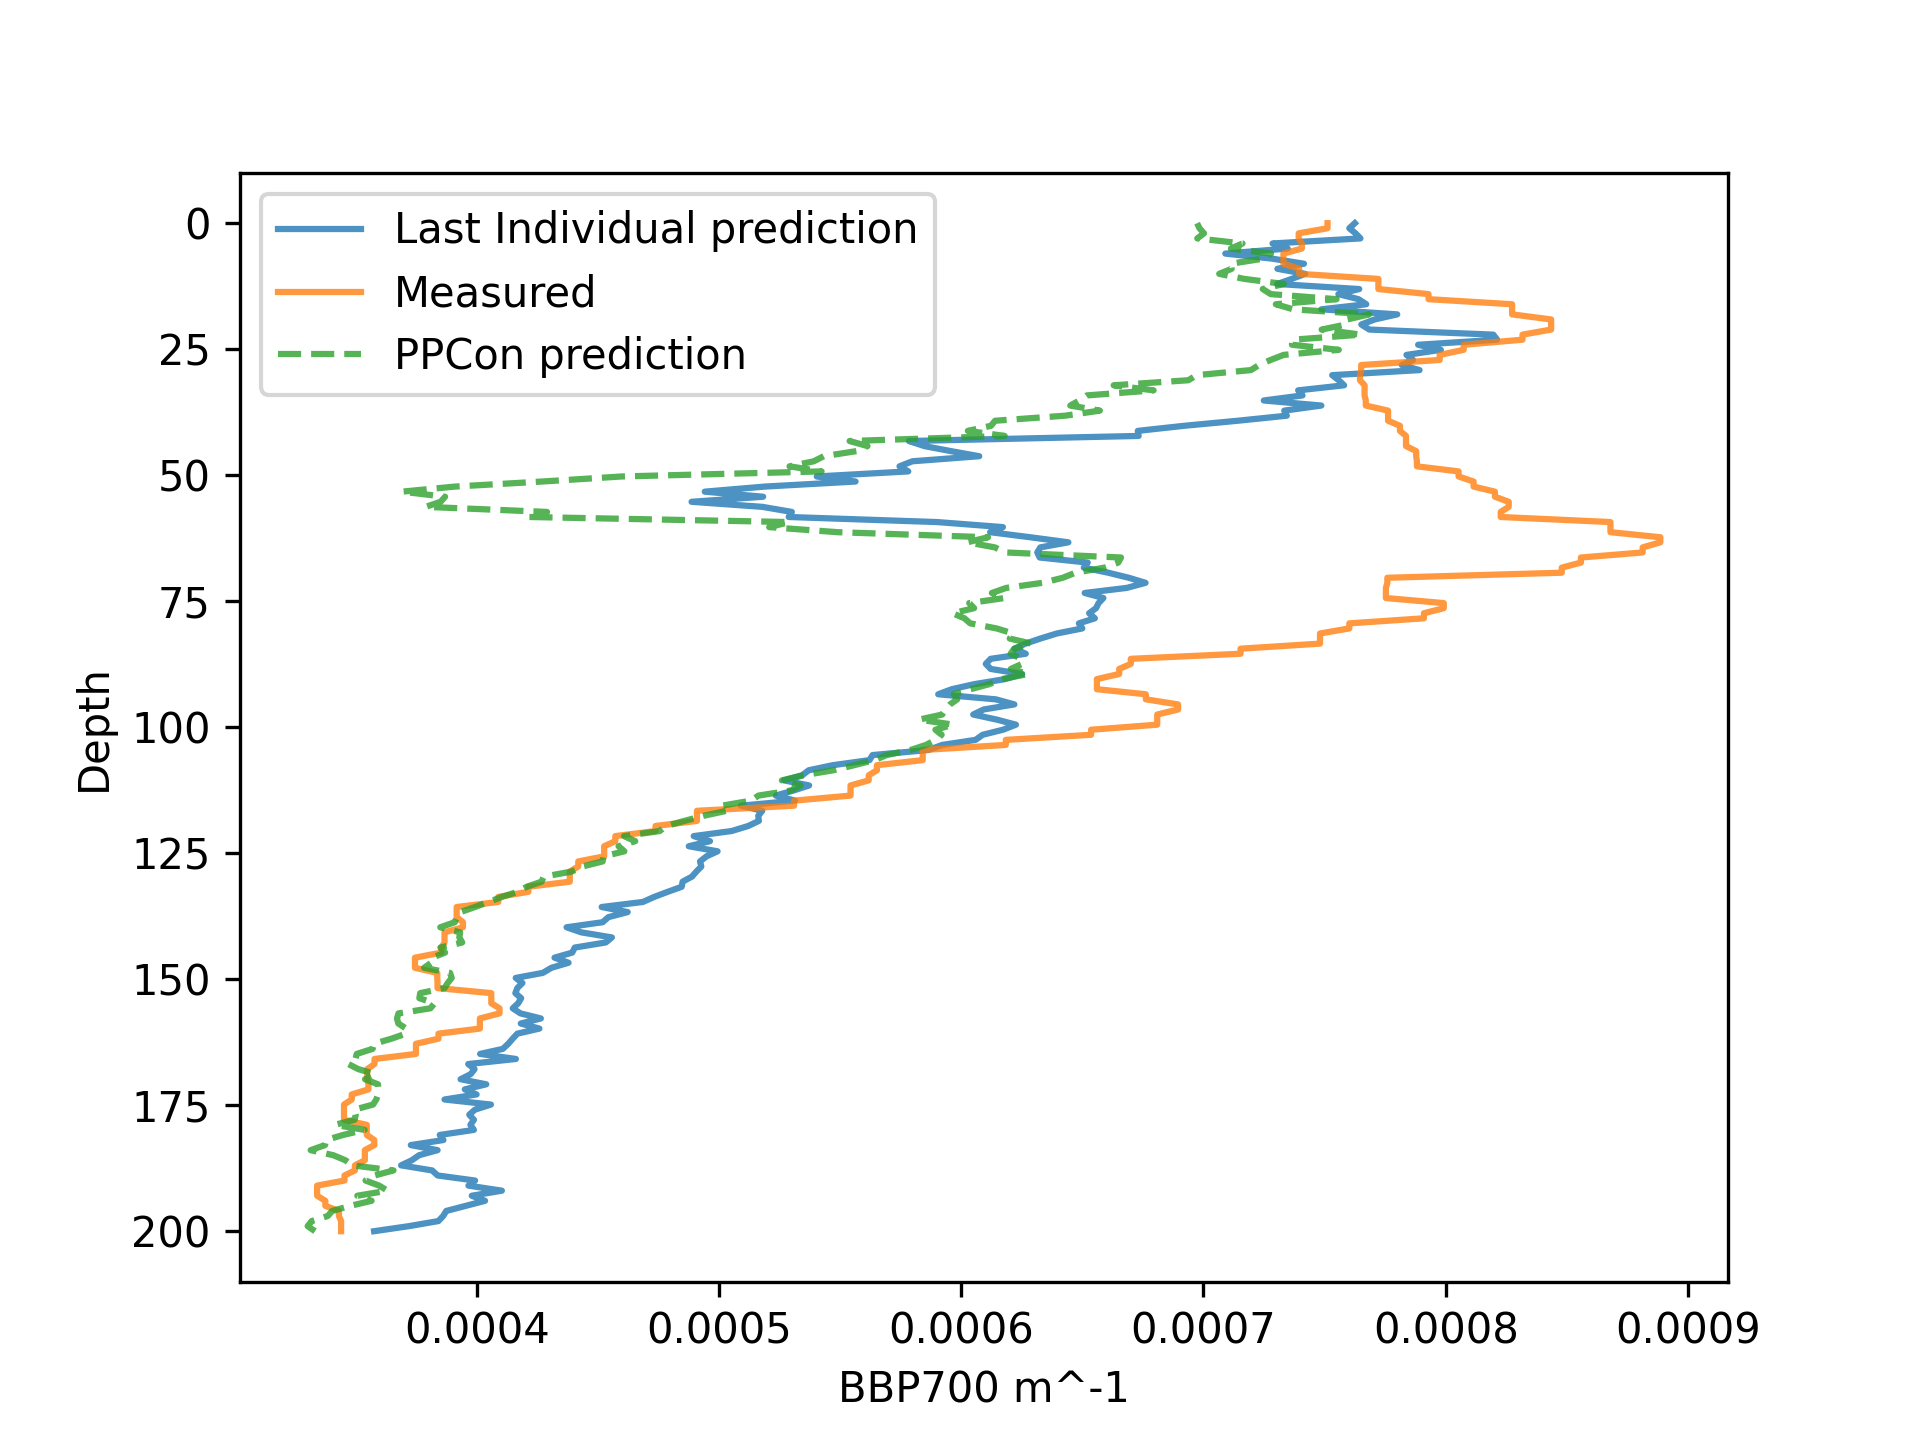 Last Individual prediction
Measured
PPCon prediction
0
25
50
75
100
125
150
175
200
Depth
0.0004 0.0005 0.0006 0.0007 0.0008 0.0009
BBP700 m^-1